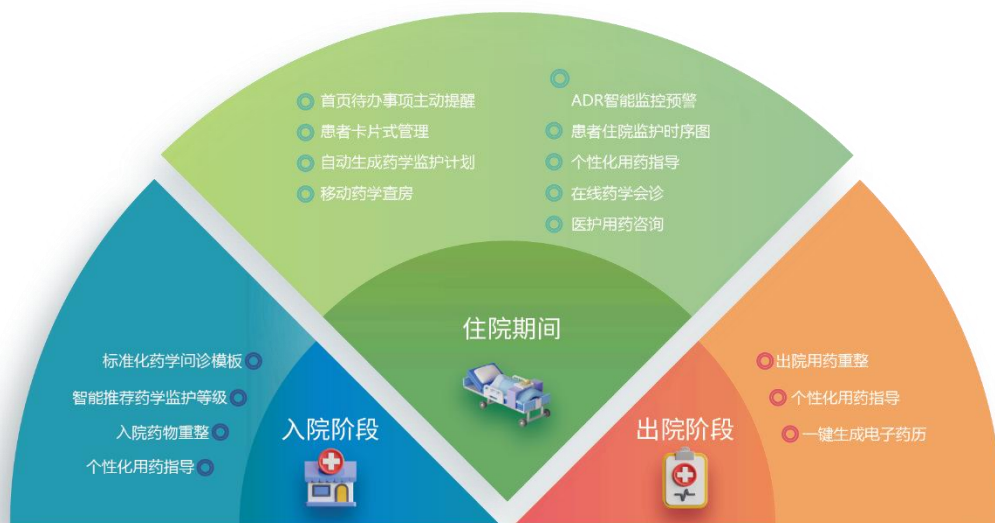 首页待办事项主动提醒
患者卡片式管理
自动生成药学监护计划
移动药学查房
ADR智能监控预警
患者住院监护时序图
个性化用药指导
在线药学会诊
医护用药咨询
住院期间
标准化药学问诊模板
智能推荐药学监护等级
入院药物重整
个性化用药指导
入院阶段
出院阶段
出院用药重整
个性化用药指导
一键生成电子药历